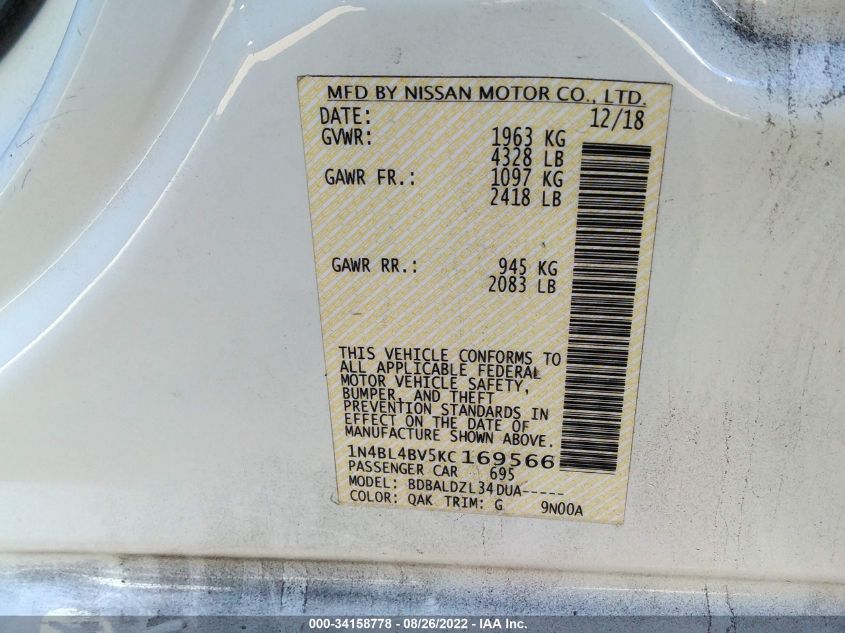 MFD BY NISSAN MOTOR CO., LTD.
DATE: 12/18
GVWR: 1963 KG
4328 LB
GAWR FR.: 1097 KG
2418 LB
GAWR RR.: 945 KG
2083 LB
THIS VEHICLE CONFORMS TO
ALL APPLICABLE FEDERAL
MOTOR VEHICLE SAFETY,
BUMPER, AND THEFT
PREVENTION STANDARDS IN
EFFECT ON THE DATE OF
MANUFACTURE SHOWN ABOVE.
1N4BL4BV5KC169566
PASSENGER CAR 695
MODEL: BDBALDZL34DUA-----
COLOR: QAK TRIM: G 9N00A
000-34158778 - 08/26/2022 - IAA Inc.